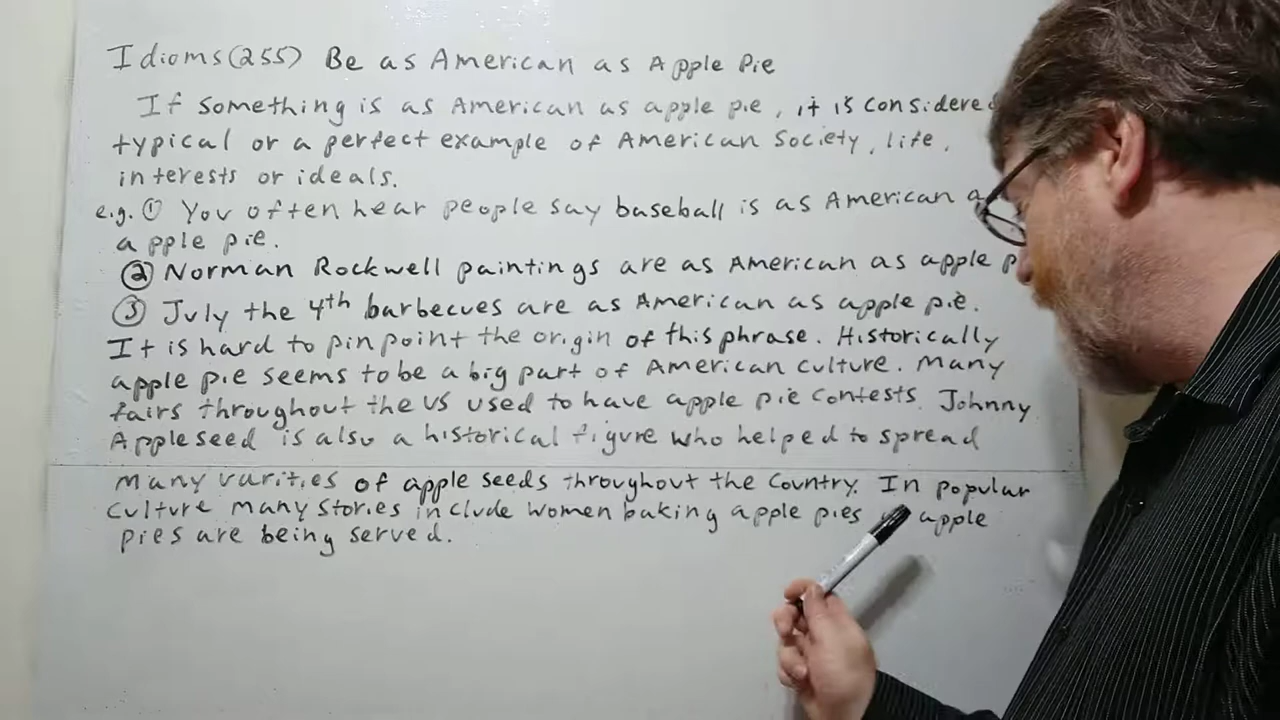 Idioms(255) Be as American as Apple Pie
If something is as American as apple pie, it is considere
typical or a perfect example of American Society, life,
interests or ideals.
e.g. ① You often hear people say baseball is as American a
apple pie.
② Norman Rockwell paintings are as American as apple p
③ July the 4th barbecues are as American as apple pie.
It is hard to pinpoint the origin of this phrase. Historically
apple pie seems to be a big part of American culture. Many
fairs throughout the US used to have apple pie contests. Johnny
Appleseed is also a historical figure who helped to spread
many varities of apple seeds throughout the country. In popular
culture many stories include women baking apple pies apple
pies are being served.